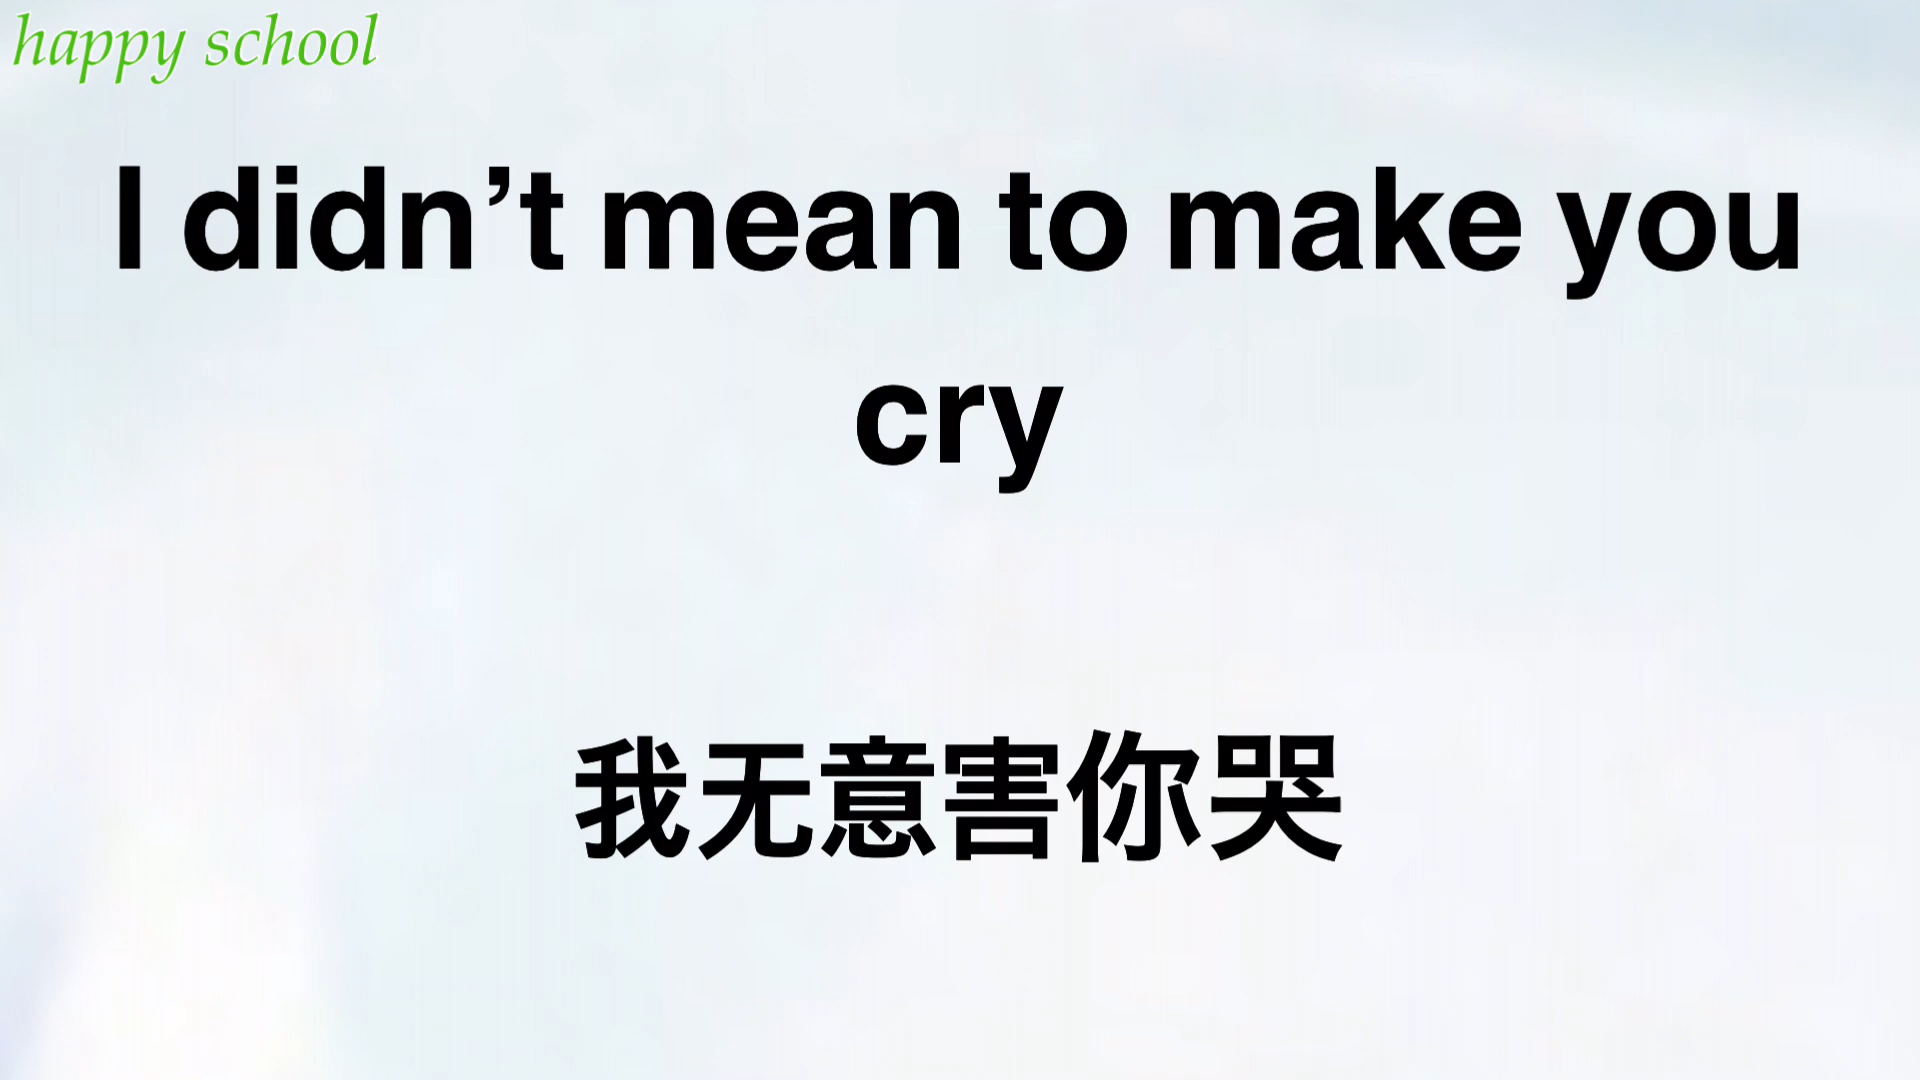 happy school
I didn’t mean to make you
cry
我无意害你哭